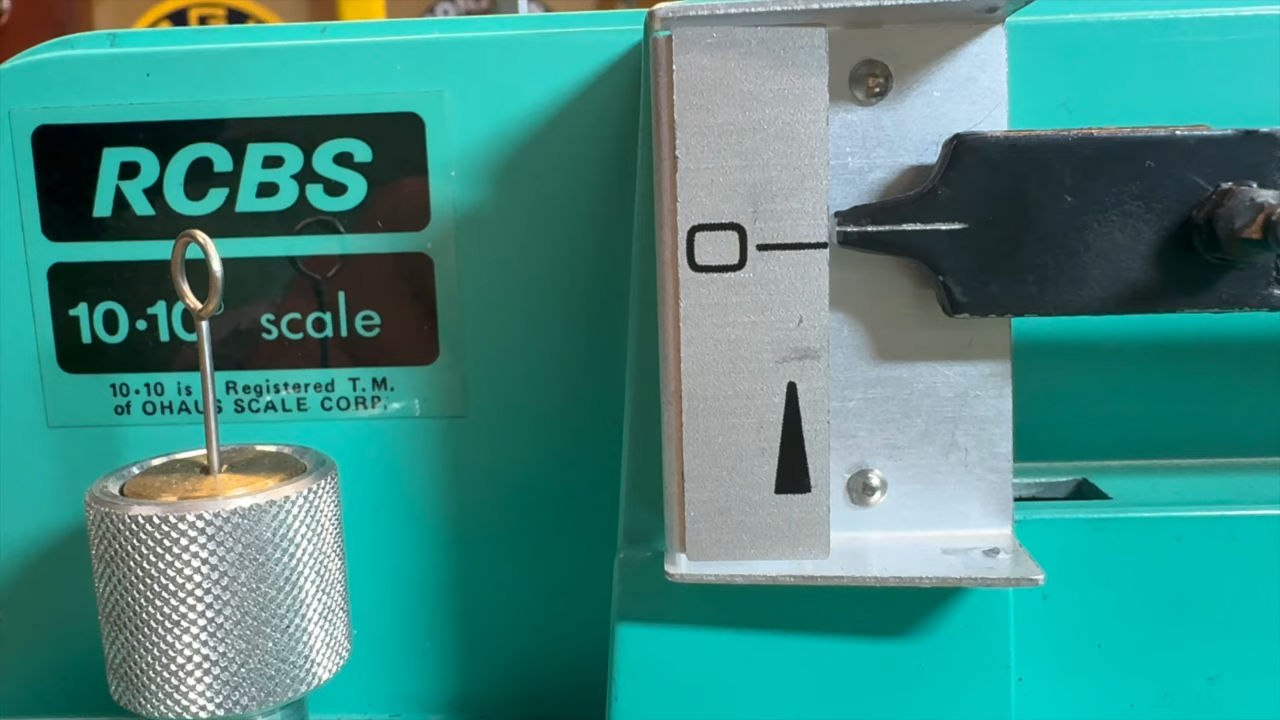 RCBS
10•10 scale
10•10 is Registered T.M.
of OHAUS SCALE CORP.
0